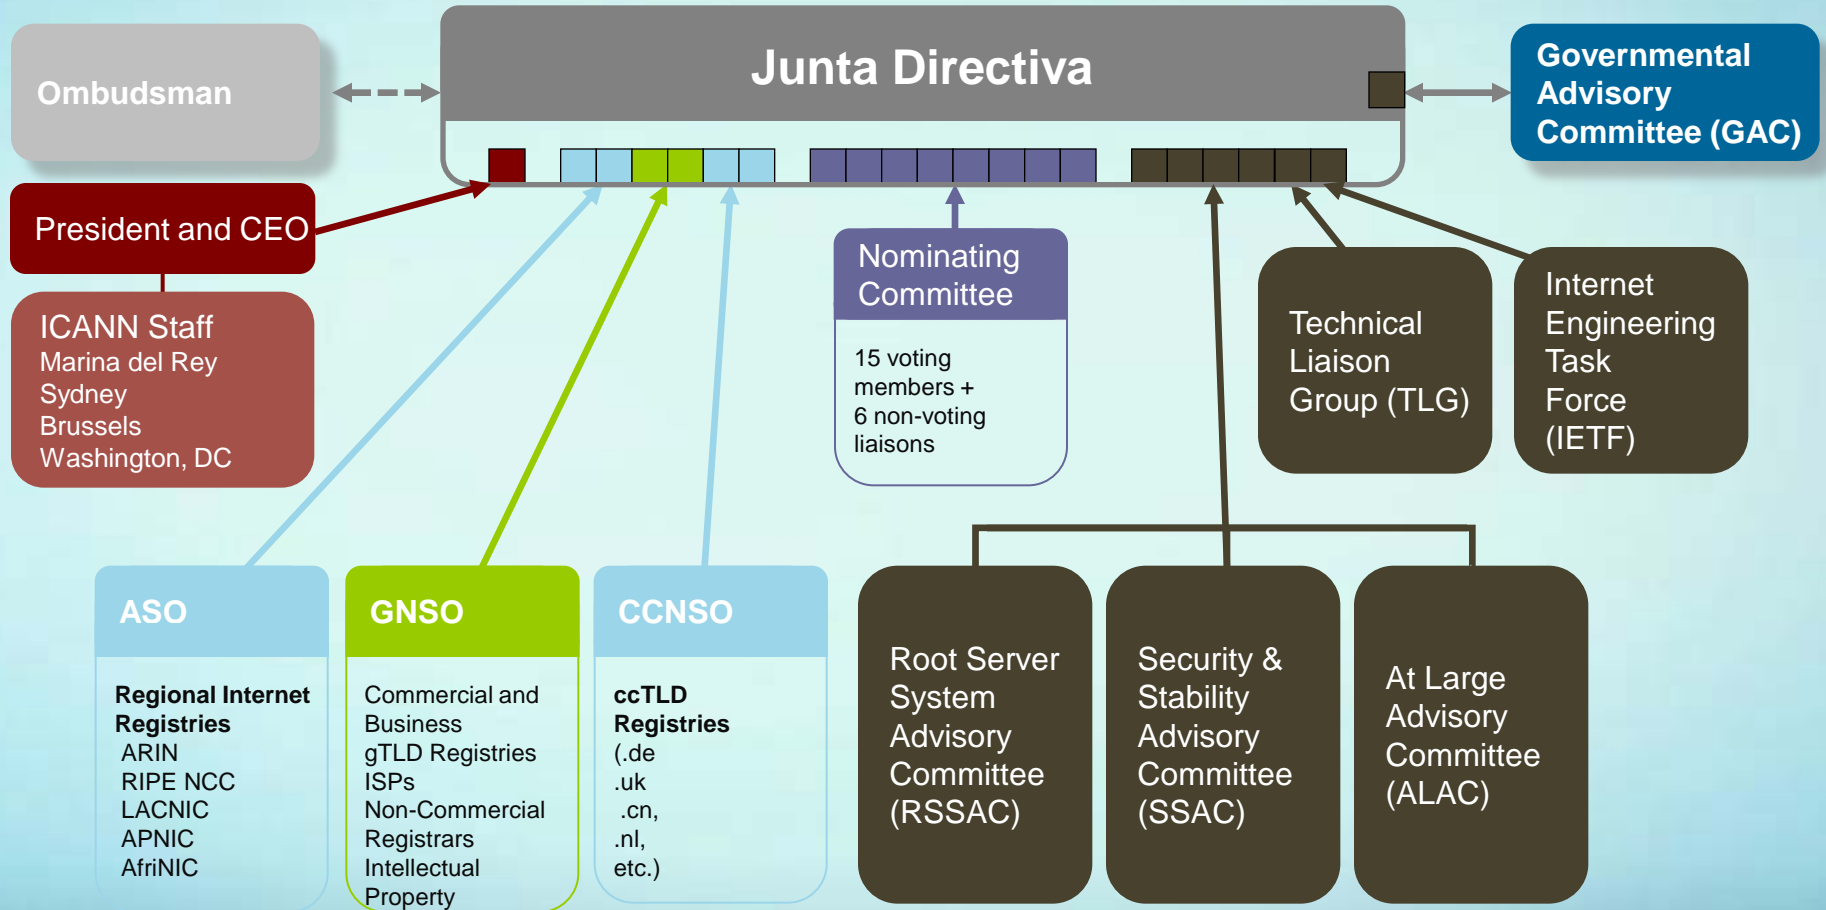 Junta Directiva
Ombudsman
Governmental
Advisory
Committee (GAC)
President and CEO
ICANN Staff
Marina del Rey
Sydney
Brussels
Washington, DC
Nominating
Committee
15 voting
members +
6 non-voting
liaisons
Technical
Liaison
Group (TLG)
Internet
Engineering
Task
Force
(IETF)
ASO
Regional Internet
Registries
ARIN
RIPE NCC
LACNIC
APNIC
AfriNIC
GNSO
Commercial and
Business
gTLD Registries
ISPs
Non-Commercial
Registrars
Intellectual
Property
CCNSO
ccTLD
Registries
(.de
.uk
.cn,
.nl,
etc.)
Root Server
System
Advisory
Committee
(RSSAC)
Security &
Stability
Advisory
Committee
(SSAC)
At Large
Advisory
Committee
(ALAC)